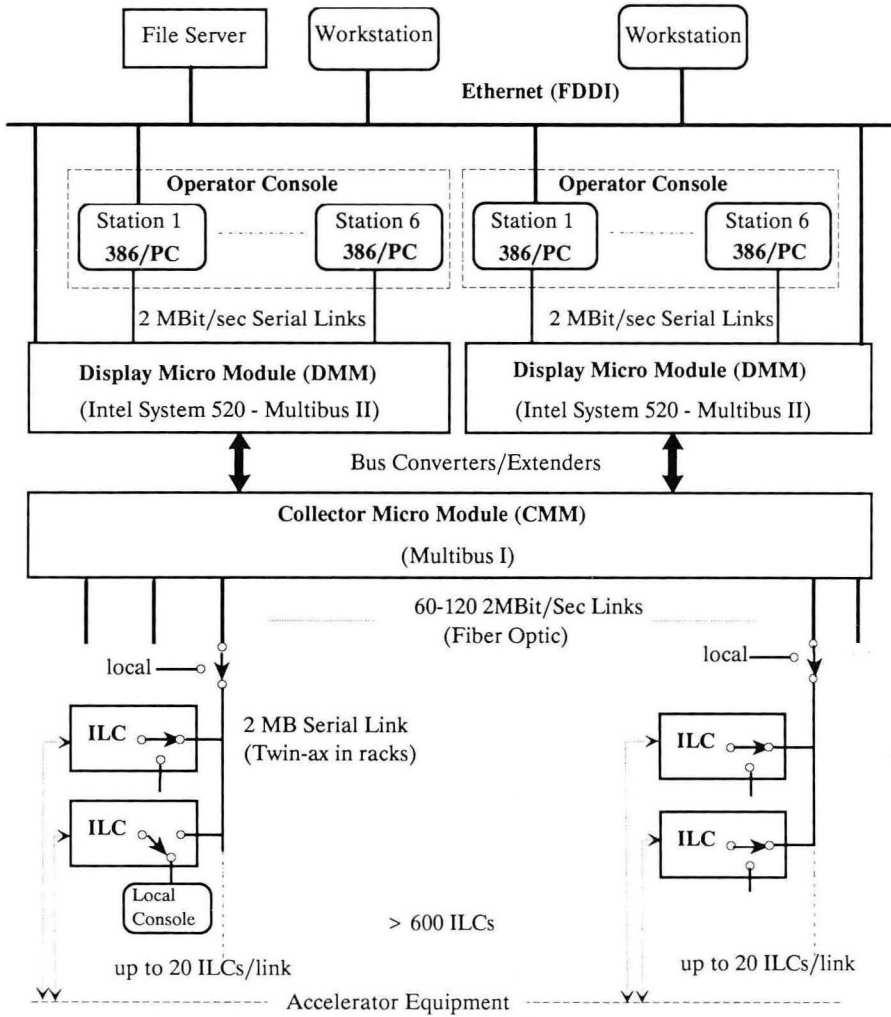 File Server
Workstation
Workstation
Ethernet (FDDI)
Operator Console
Operator Console
Station 1
386/PC
Station 6
386/PC
Station 1
386/PC
Station 6
386/PC
2 MBit/sec Serial Links
2 MBit/sec Serial Links
Display Micro Module (DMM)
(Intel System 520 - Multibus II)
Display Micro Module (DMM)
(Intel System 520 - Multibus II)
Bus Converters/Extenders
Collector Micro Module (CMM)
(Multibus I)
60-120 2MBit/Sec Links
(Fiber Optic)
local
local
ILC
2 MB Serial Link
(Twin-ax in racks)
ILC
ILC
ILC
Local
Console
> 600 ILCs
up to 20 ILCs/link
up to 20 ILCs/link
Accelerator Equipment